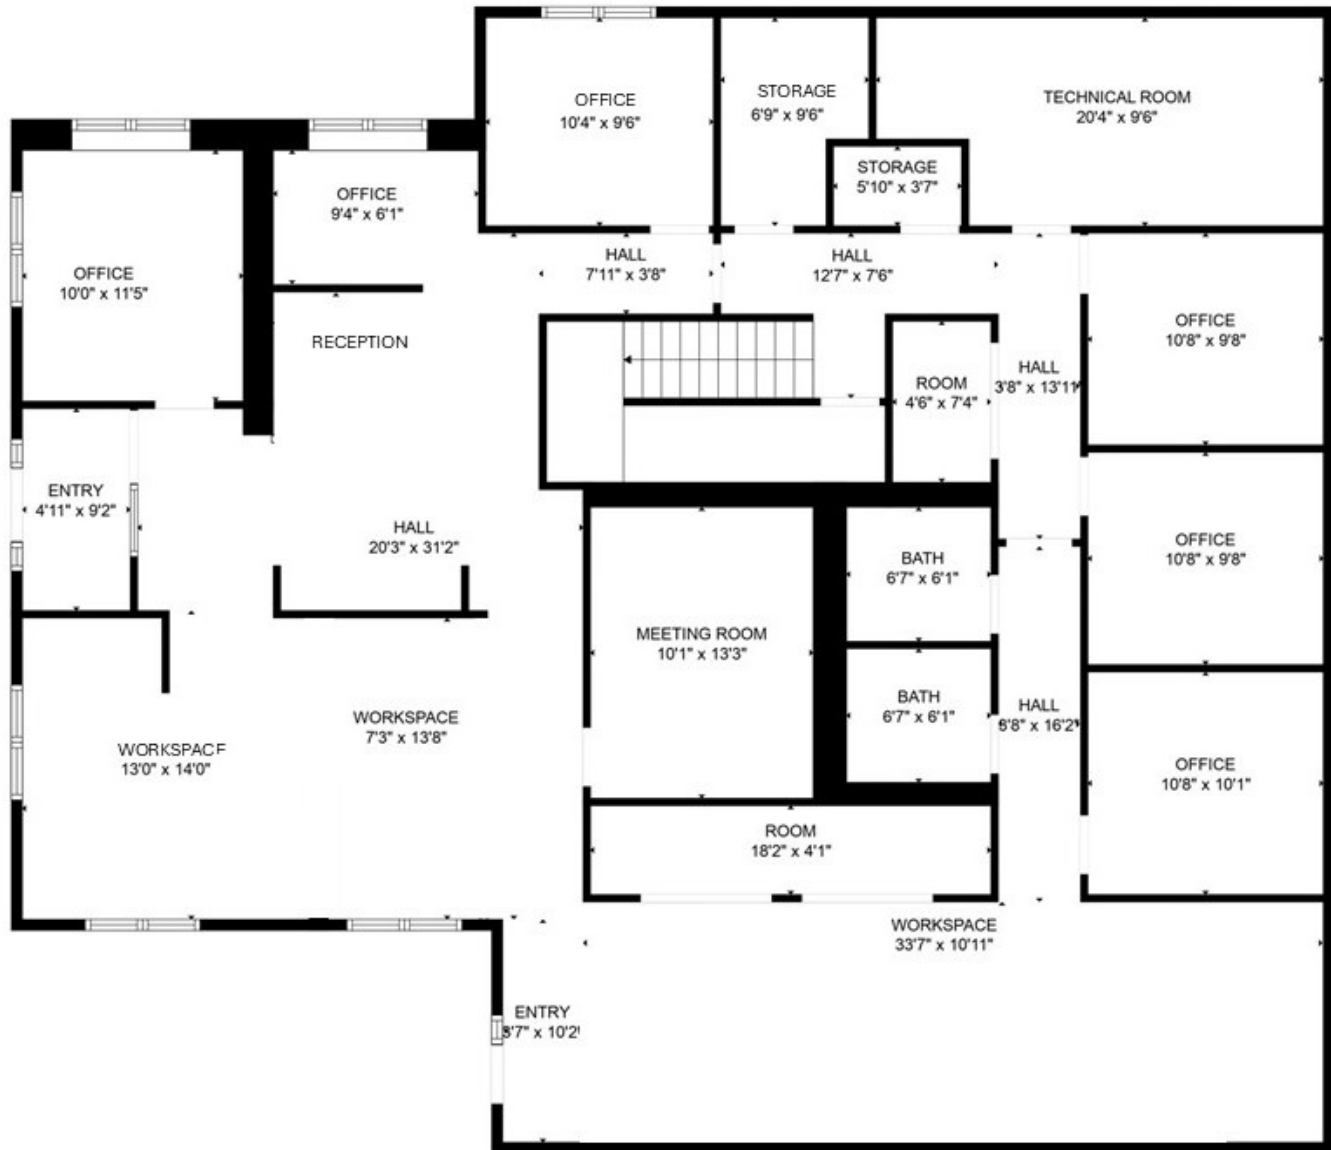 OFFICE
10'4" x 9'6"
STORAGE
6'9" x 9'6"
TECHNICAL ROOM
20'4" x 9'6"
STORAGE
5'10" x 3'7"
OFFICE
9'4" x 6'1"
OFFICE
10'0" x 11'5"
HALL
7'11" x 3'8"
HALL
12'7" x 7'6"
OFFICE
10'8" x 9'8"
RECEPTION
HALL
3'8" x 13'11"
ROOM
4'6" x 7'4"
ENTRY
4'11" x 9'2"
HALL
20'3" x 31'2"
BATH
6'7" x 6'1"
OFFICE
10'8" x 9'8"
MEETING ROOM
10'1" x 13'3"
BATH
6'7" x 6'1"
HALL
x 16'2"
WORKSPACE
7'3" x 13'8"
WORKSPACE
13'0" x 14'0"
OFFICE
10'8" x 10'1"
ROOM
18'2" x 4'1"
WORKSPACE
33'7" x 10'11"
ENTRY
x 10'2"